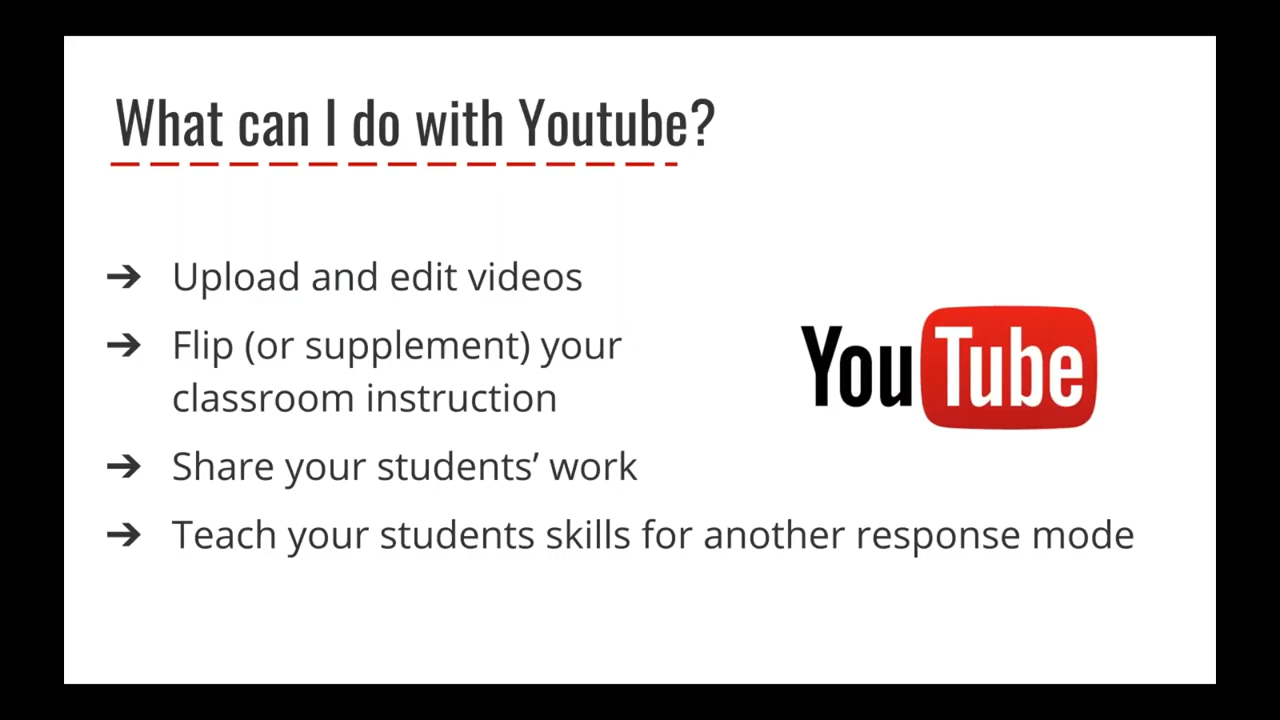 What can I do with Youtube?
➔ Upload and edit videos
➔ Flip (or supplement) your
classroom instruction
➔ Share your students’ work
➔ Teach your students skills for another response mode
YouTube